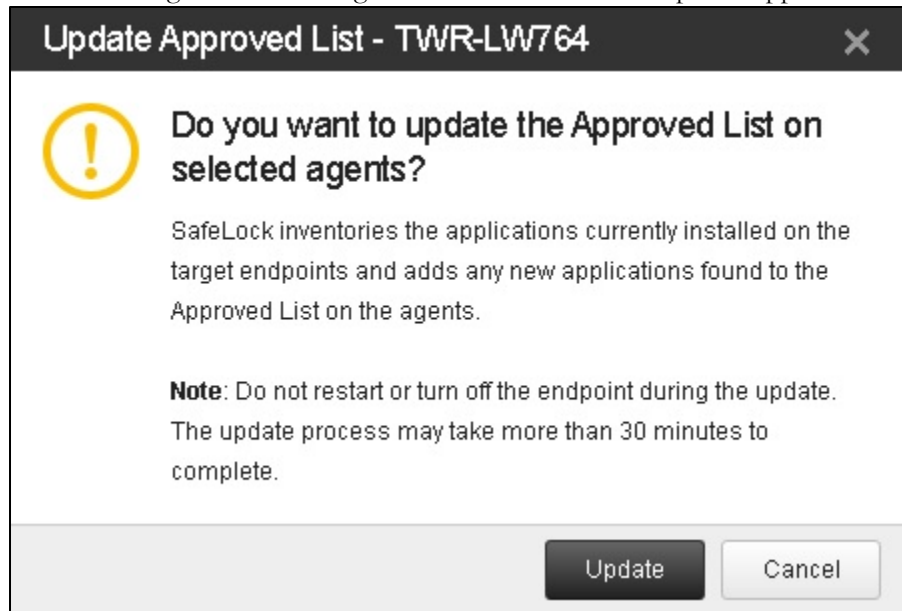 Update Approved List - TWR-LW764
Do you want to update the Approved List on
selected agents?
SafeLock inventories the applications currently installed on the
target endpoints and adds any new applications found to the
Approved List on the agents.
Note: Do not restart or turn off the endpoint during the update.
The update process may take more than 30 minutes to
complete.
Update
Cancel